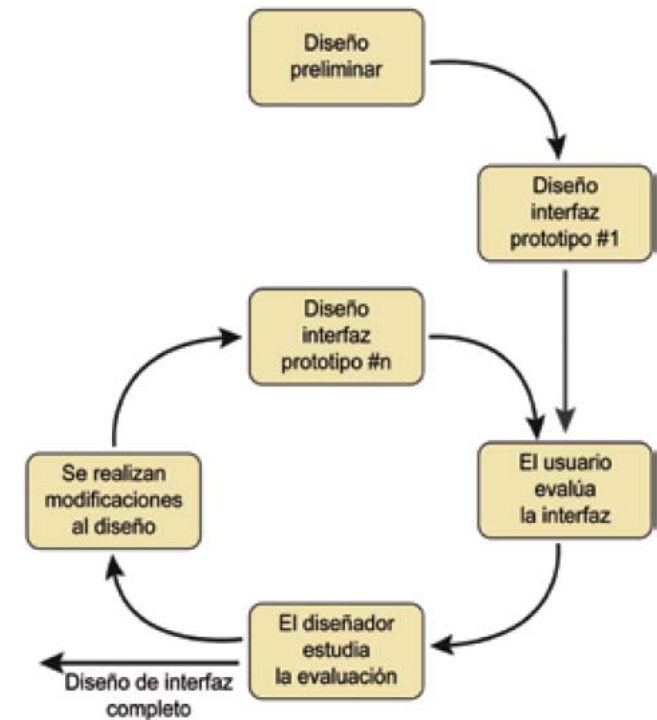 Diseño
preliminar
Diseño
interfaz
prototipo #1
Diseño
interfaz
prototipo #n
Se realizan
modificaciones
al diseño
El usuario
evalúa
la interfaz
El diseñador
estudia
la evaluación
Diseño de interfaz
completo